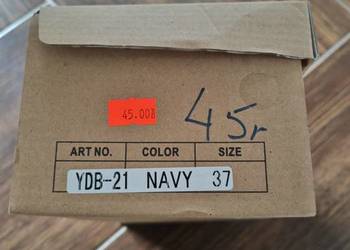 45.00
45r
ART NO. COLOR SIZE
YDB-21 NAVY 37